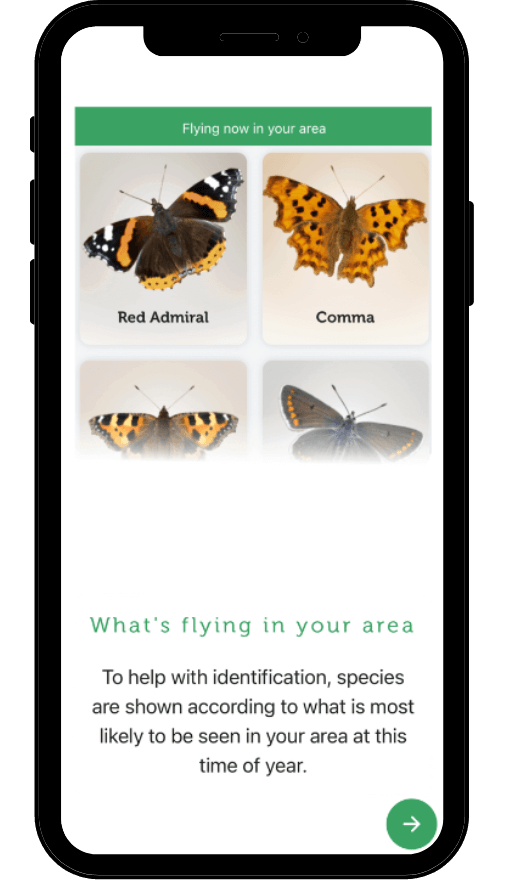 Flying now in your area
Red Admiral
Comma
What's flying in your area
To help with identification, species
are shown according to what is most
likely to be seen in your area at this
time of year.